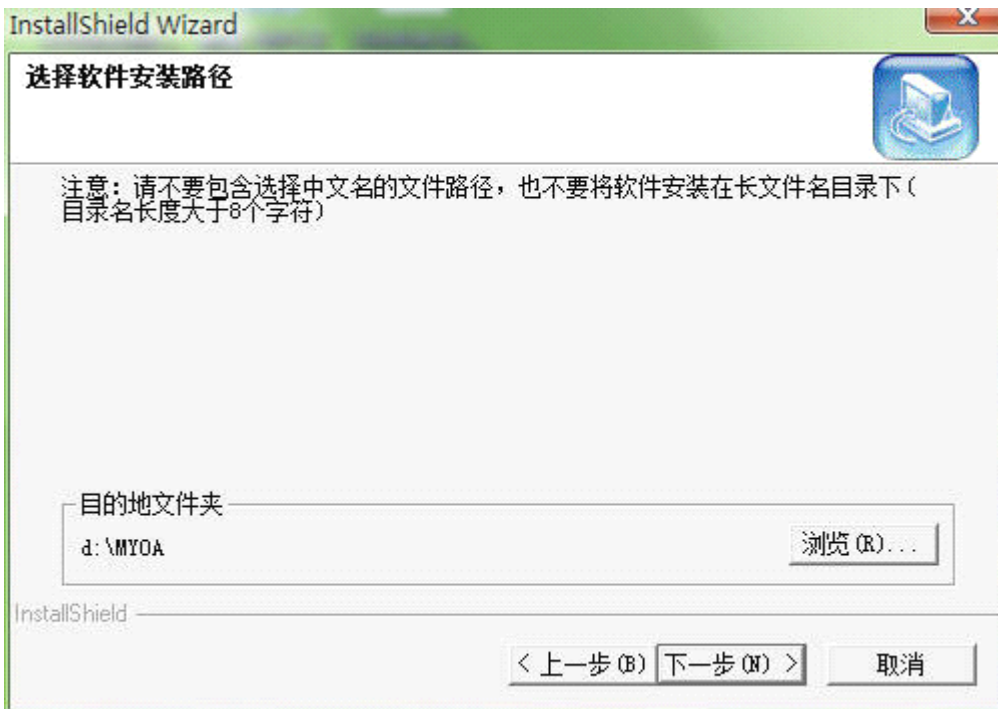 InstallShield Wizard
选择软件安装路径
注意：请不要包含选择中文名的文件路径，也不要将软件安装在长文件名目录下(
目录名长度大于8个字符)
目的地文件夹
d:\MYOA
浏览(R)...
InstallShield
< 上一步(B) 下一步(N) > 取消